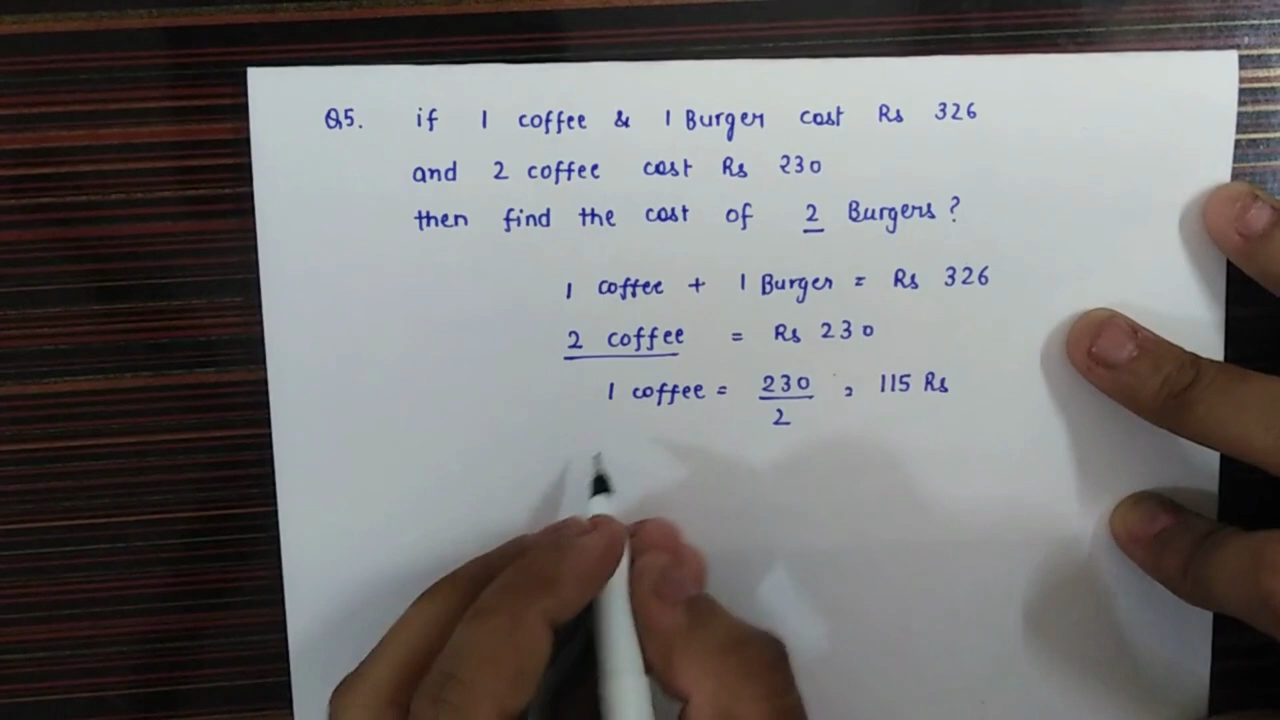 Q5. if 1 coffee & 1 Burger cost Rs 326
and 2 coffee cost Rs 230
then find the cost of 2 Burgers?
1 coffee + 1 Burger = Rs 326
2 coffee = Rs 230
1 coffee = 230/2 , 115 Rs